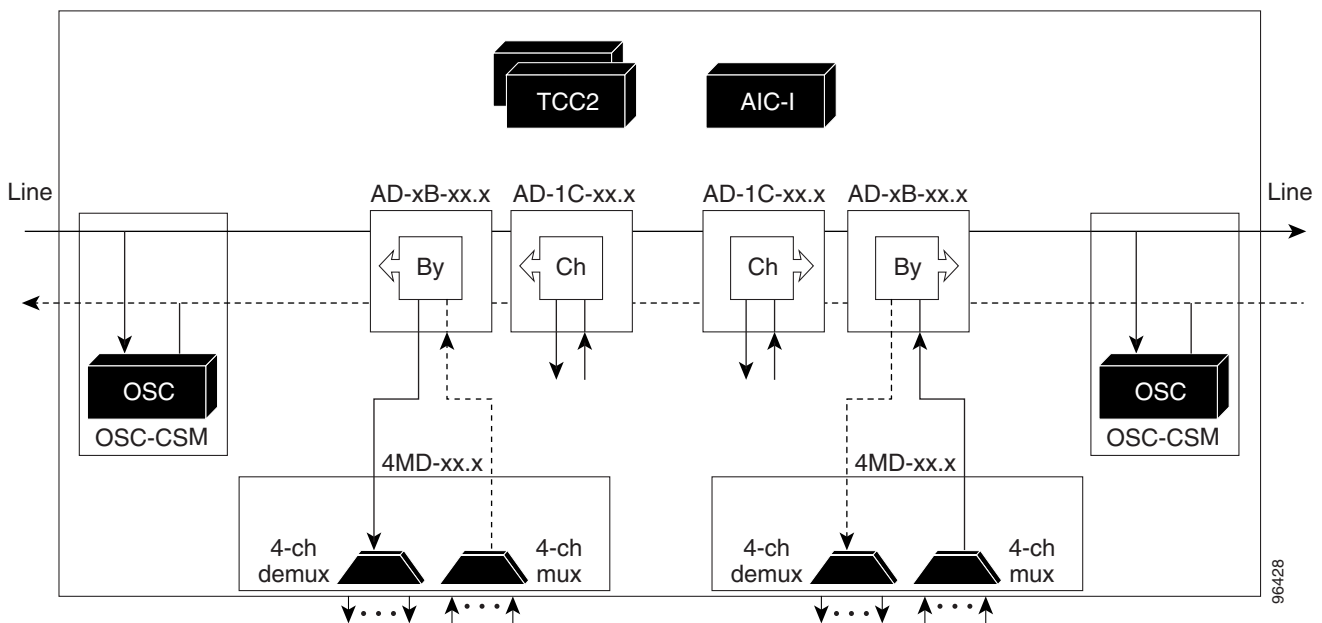 TCC2
AIC-I
Line
AD-xB-xx.x
AD-1C-xx.x
AD-1C-xx.x
AD-xB-xx.x
Line
By
Ch
Ch
By
OSC
OSC-CSM
OSC
OSC-CSM
4MD-xx.x
4MD-xx.x
4-ch
demux
4-ch
mux
4-ch
demux
4-ch
mux
96428